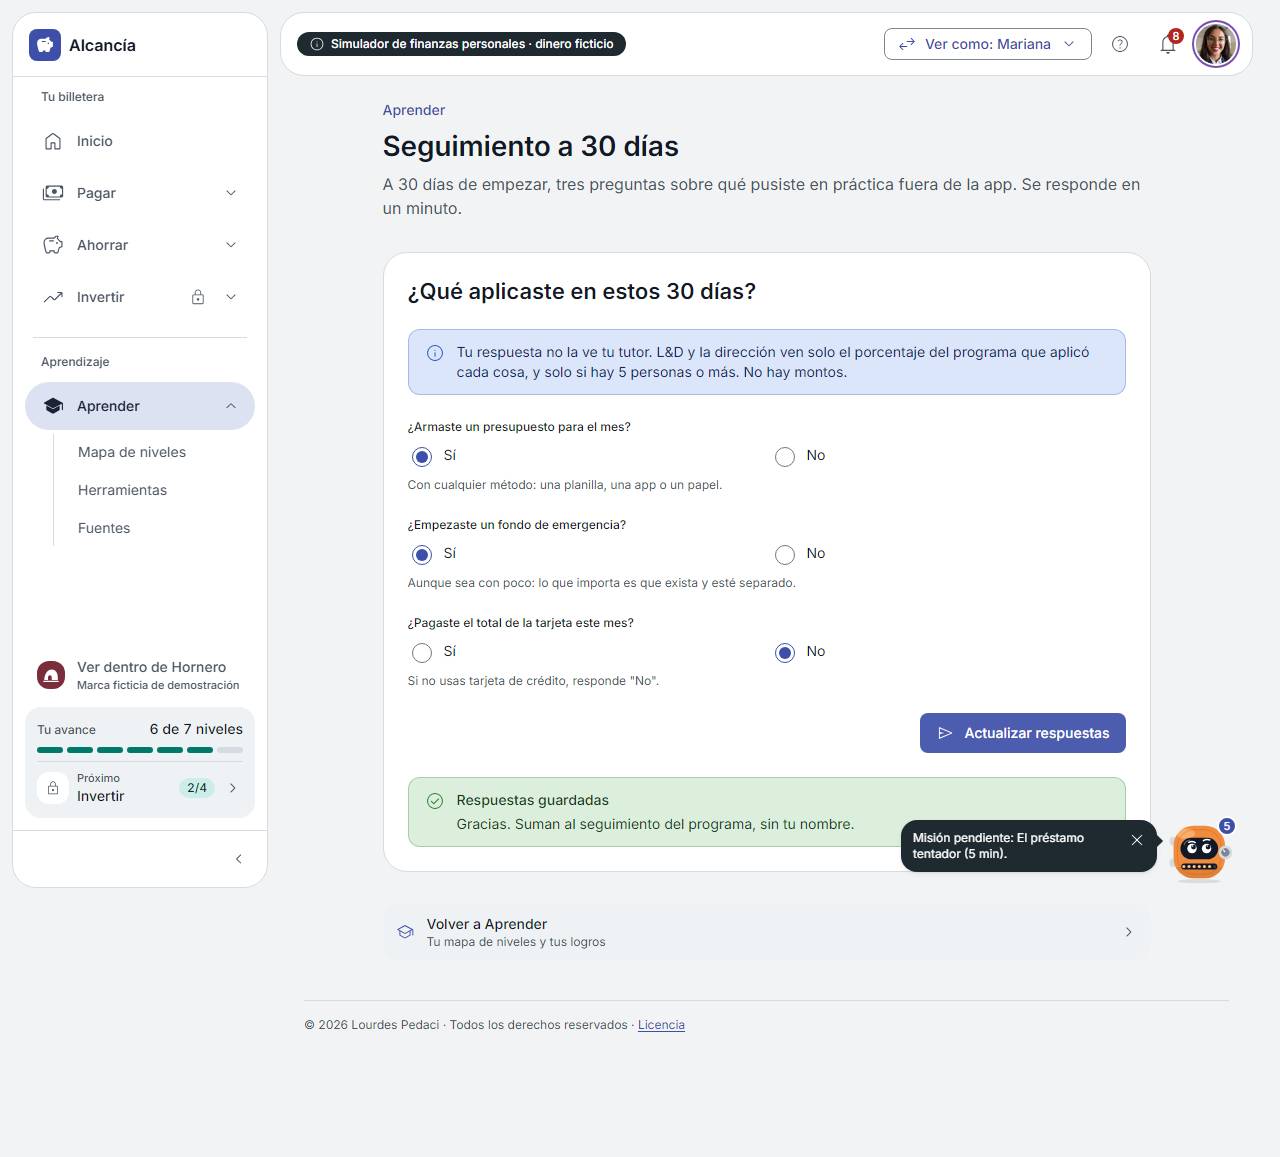 Alcancía
Tu billetera
Inicio
Pagar
Ahorrar
Invertir
Aprendizaje
Aprender
Mapa de niveles
Herramientas
Fuentes
Ver dentro de Hornero
Marca ficticia de demostración
Tu avance
6 de 7 niveles
Próximo
Invertir
2/4
Simulador de finanzas personales · dinero ficticio
Ver como: Mariana
8
Aprender
Seguimiento a 30 días
A 30 días de empezar, tres preguntas sobre qué pusiste en práctica fuera de la app. Se responde en
un minuto.
¿Qué aplicaste en estos 30 días?
Tu respuesta no la ve tu tutor. L&D y la dirección ven solo el porcentaje del programa que aplicó
cada cosa, y solo si hay 5 personas o más. No hay montos.
¿Armaste un presupuesto para el mes?
Sí
No
Con cualquier método: una planilla, una app o un papel.
¿Empezaste un fondo de emergencia?
Sí
No
Aunque sea con poco: lo que importa es que exista y esté separado.
¿Pagaste el total de la tarjeta este mes?
Sí
No
Si no usas tarjeta de crédito, responde "No".
Actualizar respuestas
Respuestas guardadas
Gracias. Suman al seguimiento del programa, sin tu nombre.
Misión pendiente: El préstamo
tentador (5 min).
5
Volver a Aprender
Tu mapa de niveles y tus logros
© 2026 Lourdes Pedaci · Todos los derechos reservados · Licencia